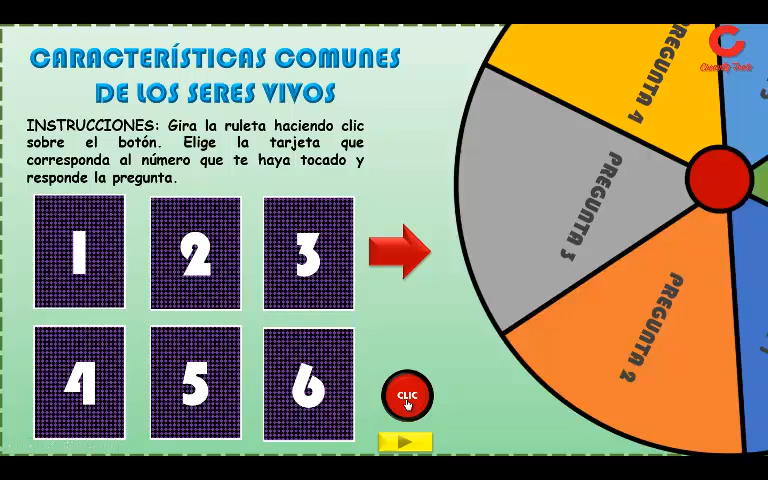 CARACTERÍSTICAS COMUNES
DE LOS SERES VIVOS
INSTRUCCIONES: Gira la ruleta haciendo clic
sobre el botón. Elige la tarjeta que
corresponda al número que te haya tocado y
responde la pregunta.
1
2
3
4
5
6
CLIC
PREGUNTA 4
PREGUNTA 3
PREGUNTA 2